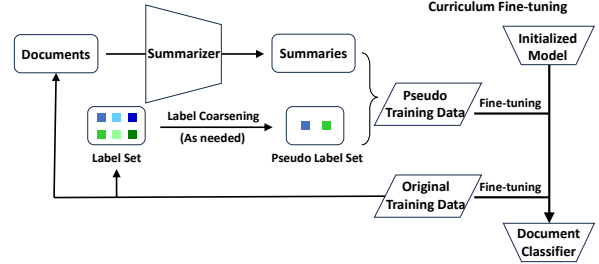 Curriculum Fine-tuning
Documents
Summarizer
Summaries
Initialized
Model
Pseudo
Training Data
Fine-tuning
Label Coarsening
(As needed)
Label Set
Pseudo Label Set
Original
Training Data
Fine-tuning
Document
Classifier